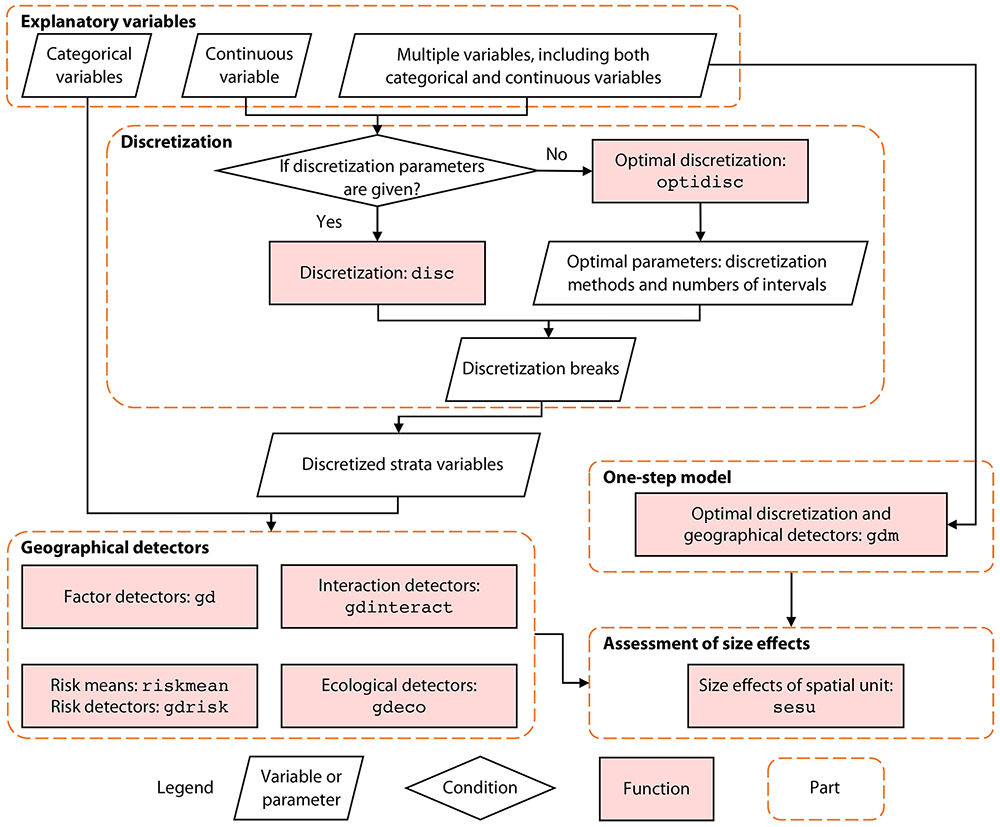 Explanatory variables
Categorical
variables
Continuous
variable
Multiple variables, including both
categorical and continuous variables
Discretization
If discretization parameters
are given?
No
Optimal discretization:
optidisc
Yes
Discretization: disc
Optimal parameters: discretization
methods and numbers of intervals
Discretization breaks
Discretized strata variables
One-step model
Optimal discretization and
geographical detectors: gdm
Geographical detectors
Factor detectors: gd
Interaction detectors:
gdinteract
Risk means: riskmean
Risk detectors: gdrisk
Ecological detectors:
gdeco
Assessment of size effects
Size effects of spatial unit:
sesu
Legend
Variable or
parameter
Condition
Function
Part